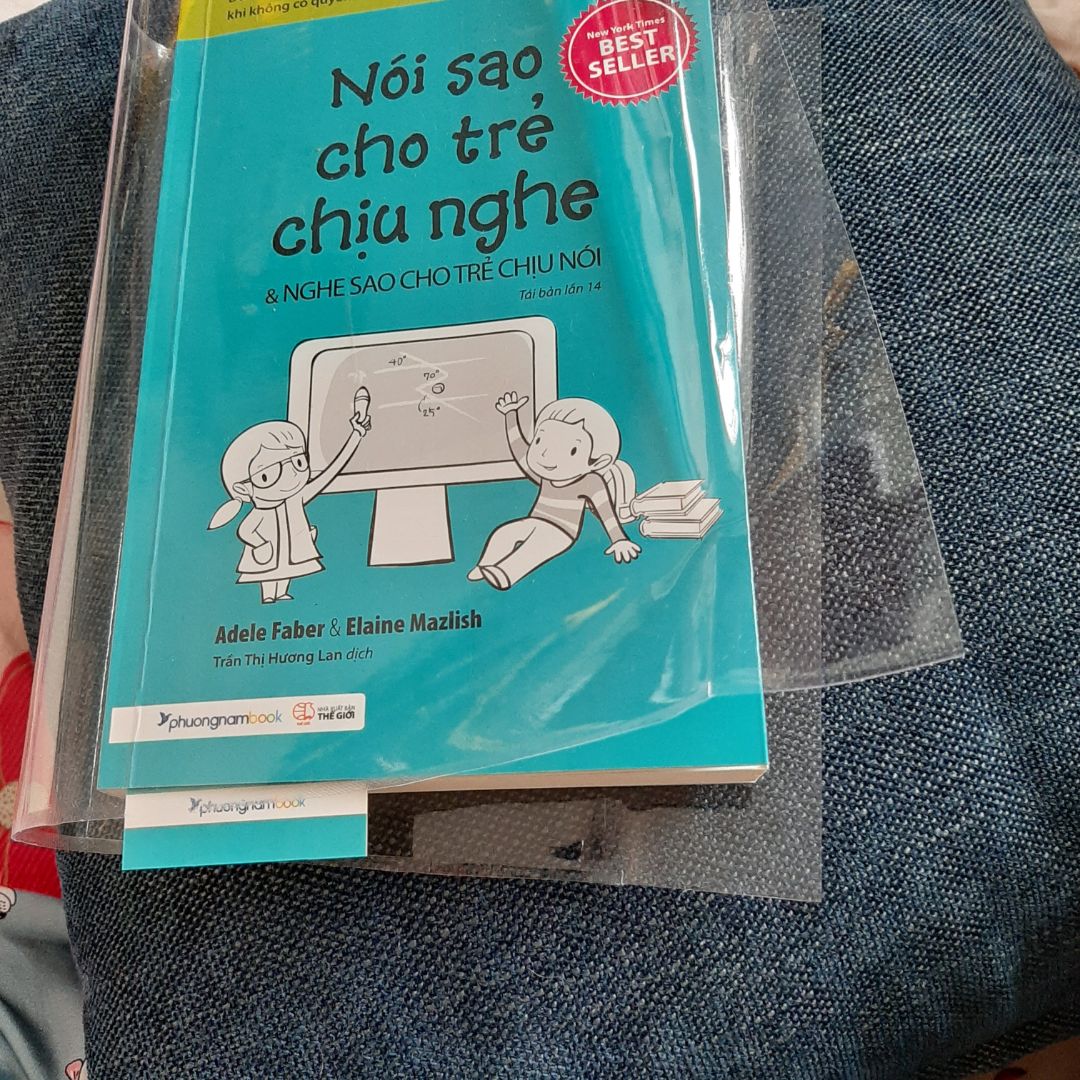 khi không có
New York Times
BEST
SELLER
Nói sao
cho trẻ
chịu nghe
& NGHE SAO CHO TRẺ CHỊU NÓI
Tái bản lần 14
40°
70°
25°
Adele Faber & Elaine Mazlish
Trần Thị Hương Lan dịch
phuongnambook
NHÀ XUẤT BẢN
THẾ GIỚI
phuongnambook